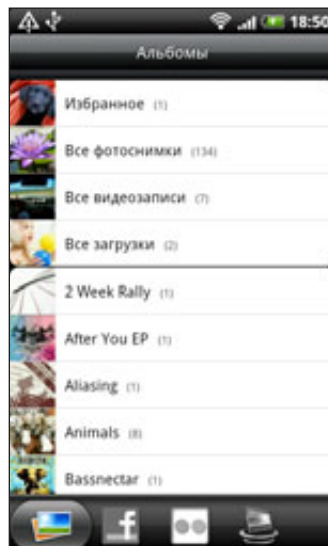 18:50
Альбомы
Избранное (1)
Все фотоснимки (134)
Все видеозаписи (7)
Все загрузки (2)
2 Week Rally (1)
After You EP (1)
Aliasing (1)
Animals (8)
Bassnectar (1)
f